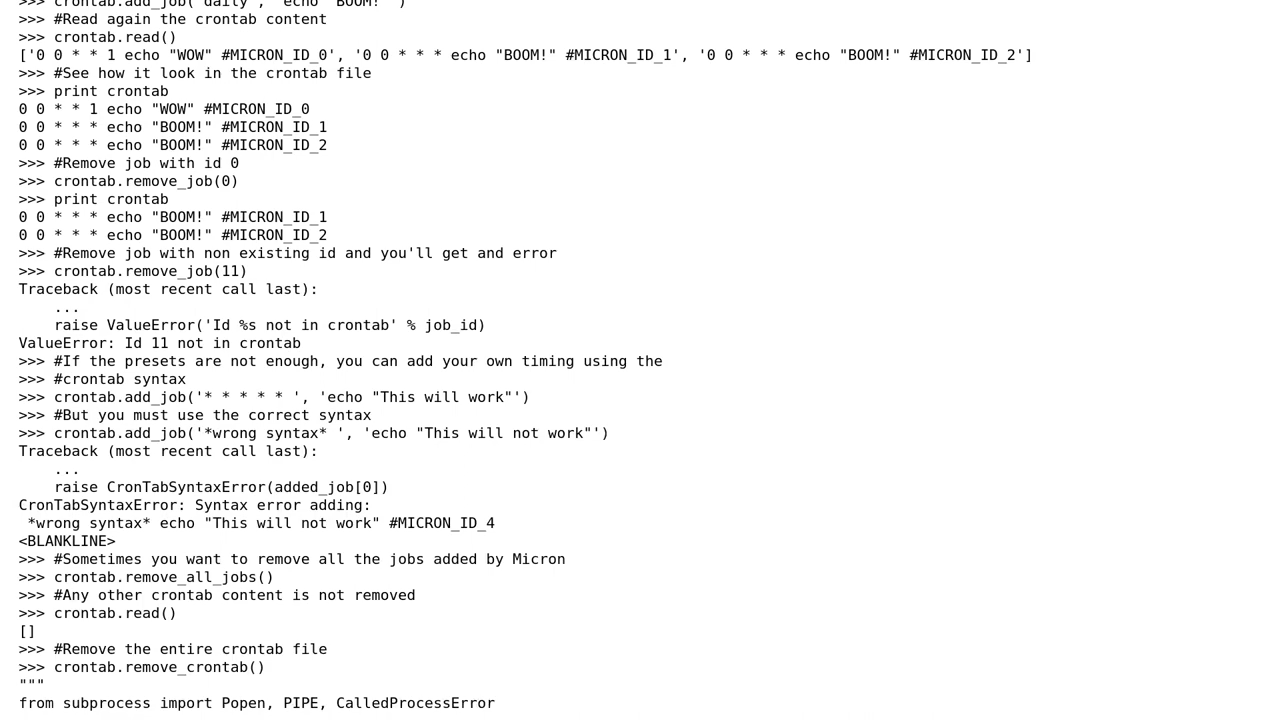 >>> crontab.add_job('daily', 'echo "BOOM!"')
>>> #Read again the crontab content
>>> crontab.read()
['0 0 * * 1 echo "WOW" #MICRON_ID_0', '0 0 * * * echo "BOOM!" #MICRON_ID_1', '0 0 * * * echo "BOOM!" #MICRON_ID_2']
>>> #See how it look in the crontab file
>>> print crontab
0 0 * * 1 echo "WOW" #MICRON_ID_0
0 0 * * * echo "BOOM!" #MICRON_ID_1
0 0 * * * echo "BOOM!" #MICRON_ID_2
>>> #Remove job with id 0
>>> crontab.remove_job(0)
>>> print crontab
0 0 * * * echo "BOOM!" #MICRON_ID_1
0 0 * * * echo "BOOM!" #MICRON_ID_2
>>> #Remove job with non existing id and you'll get and error
>>> crontab.remove_job(11)
Traceback (most recent call last):
    ...
    raise ValueError('Id %s not in crontab' % job_id)
ValueError: Id 11 not in crontab
>>> #If the presets are not enough, you can add your own timing using the
>>> #crontab syntax
>>> crontab.add_job('* * * * * ', 'echo "This will work"')
>>> #But you must use the correct syntax
>>> crontab.add_job('*wrong syntax* ', 'echo "This will not work"')
Traceback (most recent call last):
    ...
    raise CronTabSyntaxError(added_job[0])
CronTabSyntaxError: Syntax error adding:
 *wrong syntax* echo "This will not work" #MICRON_ID_4
<BLANKLINE>
>>> #Sometimes you want to remove all the jobs added by Micron
>>> crontab.remove_all_jobs()
>>> #Any other crontab content is not removed
>>> crontab.read()
[]
>>> #Remove the entire crontab file
>>> crontab.remove_crontab()
"""
from subprocess import Popen, PIPE, CalledProcessError